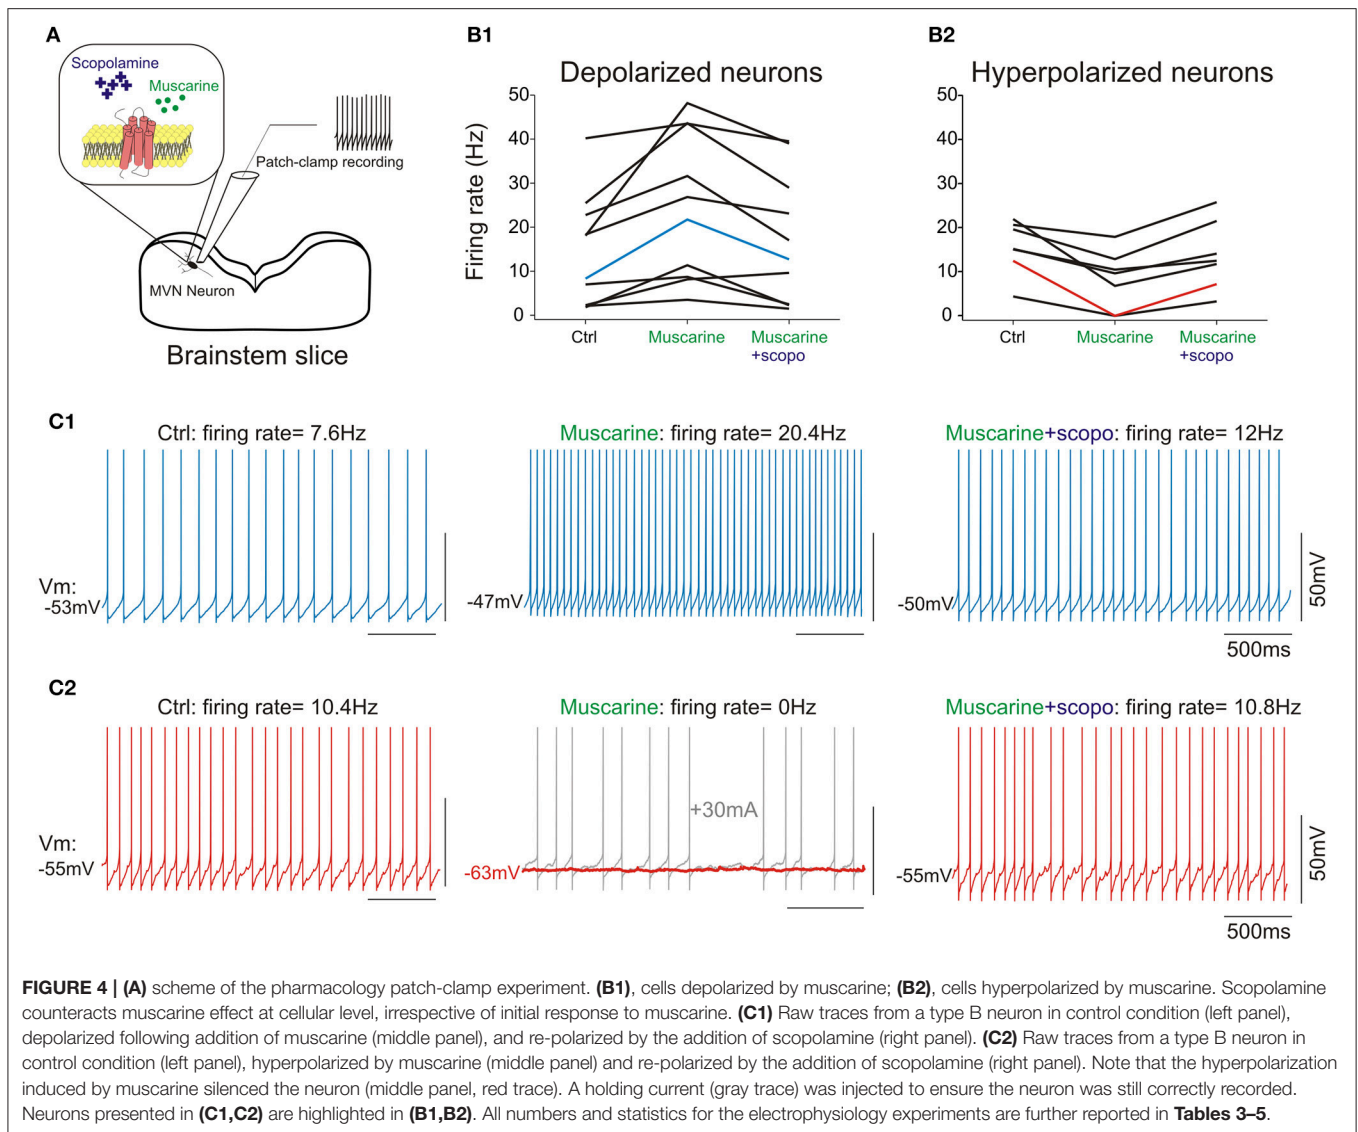 A
Scopolamine
Muscarine
Patch-clamp recording
MVN Neuron
Brainstem slice
B1
Depolarized neurons
Firing rate (Hz)
50
40
30
20
10
0
Ctrl
Muscarine
Muscarine
+scopo
B2
Hyperpolarized neurons
50
40
30
20
10
0
Ctrl
Muscarine
Muscarine
+scopo
C1
Ctrl: firing rate= 7.6Hz
Vm:
-53mV
Muscarine: firing rate= 20.4Hz
-47mV
Muscarine+scopo: firing rate= 12Hz
-50mV
50mV
500ms
C2
Ctrl: firing rate= 10.4Hz
Vm:
-55mV
Muscarine: firing rate= 0Hz
+30mA
-63mV
Muscarine+scopo: firing rate= 10.8Hz
-55mV
50mV
500ms
FIGURE 4 | (A) scheme of the pharmacology patch-clamp experiment. (B1), cells depolarized by muscarine; (B2), cells hyperpolarized by muscarine. Scopolamine
counteracts muscarine effect at cellular level, irrespective of initial response to muscarine. (C1) Raw traces from a type B neuron in control condition (left panel),
depolarized following addition of muscarine (middle panel), and re-polarized by the addition of scopolamine (right panel). (C2) Raw traces from a type B neuron in
control condition (left panel), hyperpolarized by muscarine (middle panel) and re-polarized by the addition of scopolamine (right panel). Note that the hyperpolarization
induced by muscarine silenced the neuron (middle panel, red trace). A holding current (gray trace) was injected to ensure the neuron was still correctly recorded.
Neurons presented in (C1,C2) are highlighted in (B1,B2). All numbers and statistics for the electrophysiology experiments are further reported in Tables 3–5.